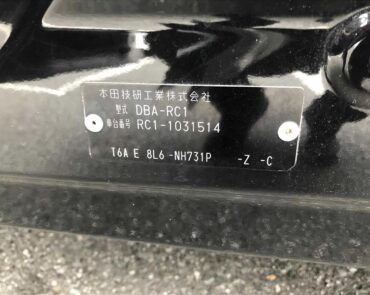 本田技研工業株式会社
型式 DBA-RC1
車台番号 RC1-1031514
T6A E 8L6-NH731P -Z -C